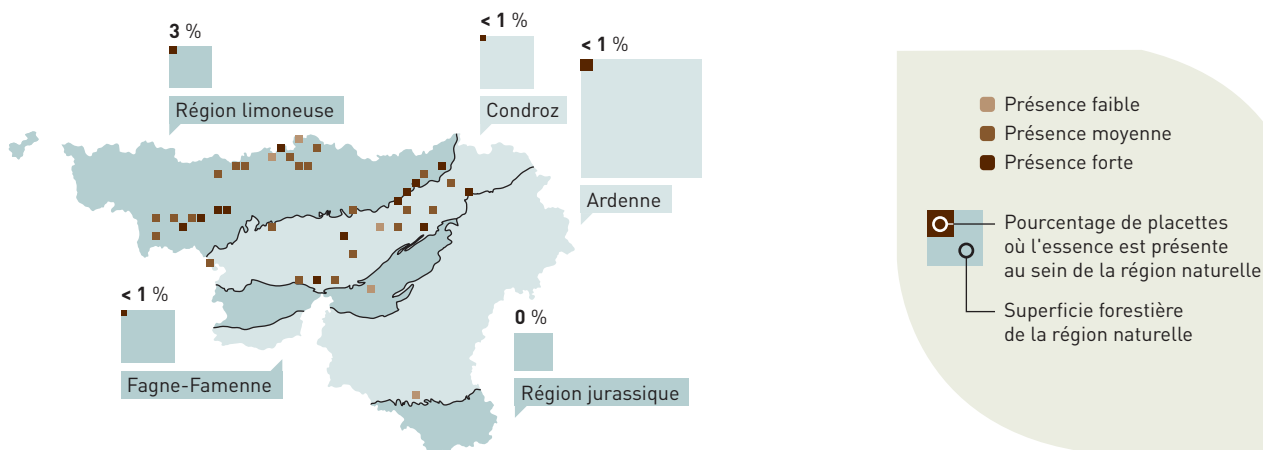 3 %
Région limoneuse
< 1 %
Condroz
< 1 %
Ardenne
< 1 %
Fagne-Famenne
0 %
Région jurassique
Présence faible
Présence moyenne
Présence forte
Pourcentage de placettes
où l'essence est présente
au sein de la région naturelle
Superficie forestière
de la région naturelle